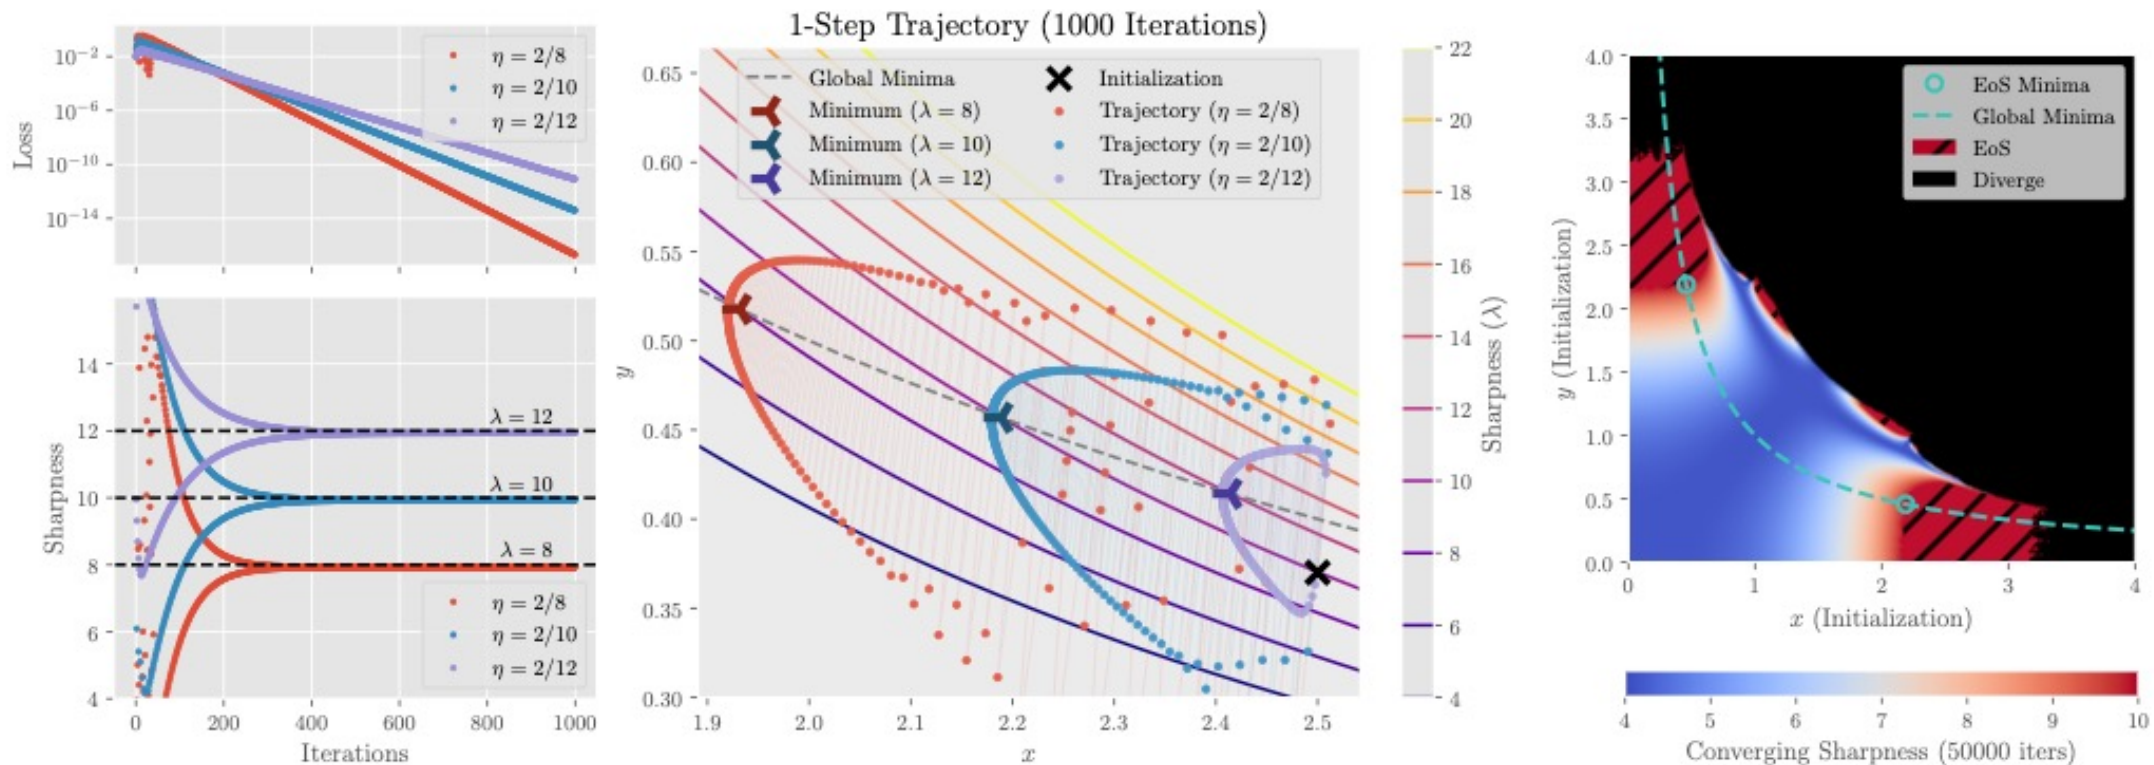 10⁻²
10⁻⁶
10⁻¹⁰
10⁻¹⁴
Loss
η = 2/8
η = 2/10
η = 2/12
14
12
10
8
6
4
Sharpness
λ = 12
λ = 10
λ = 8
η = 2/8
η = 2/10
η = 2/12
0 200 400 600 800 1000
Iterations
1-Step Trajectory (1000 Iterations)
Global Minima
Minimum (λ = 8)
Minimum (λ = 10)
Minimum (λ = 12)
Initialization
Trajectory (η = 2/8)
Trajectory (η = 2/10)
Trajectory (η = 2/12)
0.65
0.60
0.55
0.50
0.45
0.40
0.35
0.30
y
1.9 2.0 2.1 2.2 2.3 2.4 2.5
x
22
20
18
16
14
12
10
8
6
4
Sharpness (λ)
EoS Minima
Global Minima
EoS
Diverge
4.0
3.5
3.0
2.5
2.0
1.5
1.0
0.5
0.0
y (Initialization)
0 1 2 3 4
x (Initialization)
4 5 6 7 8 9 10
Converging Sharpness (50000 iters)